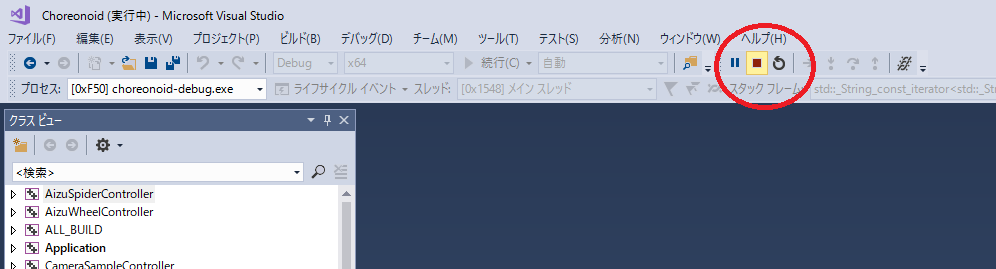 Choreonoid (実行中) - Microsoft Visual Studio
ファイル(F) 編集(E) 表示(V) プロジェクト(P) ビルド(B) デバッグ(D) チーム(M) ツール(T) テスト(S) 分析(N) ウィンドウ(W) ヘルプ(H)
Debug x64 続行(C) 自動
プロセス: [0xF50] choreonoid-debug.exe ライフサイクル イベント スレッド: [0x1548] メイン スレッド スタック フレーム: std::_String_const_iterator<std::_Strin
クラス ビュー
<検索>
AizuSpiderController
AizuWheelController
ALL_BUILD
Application
CameraSampleController